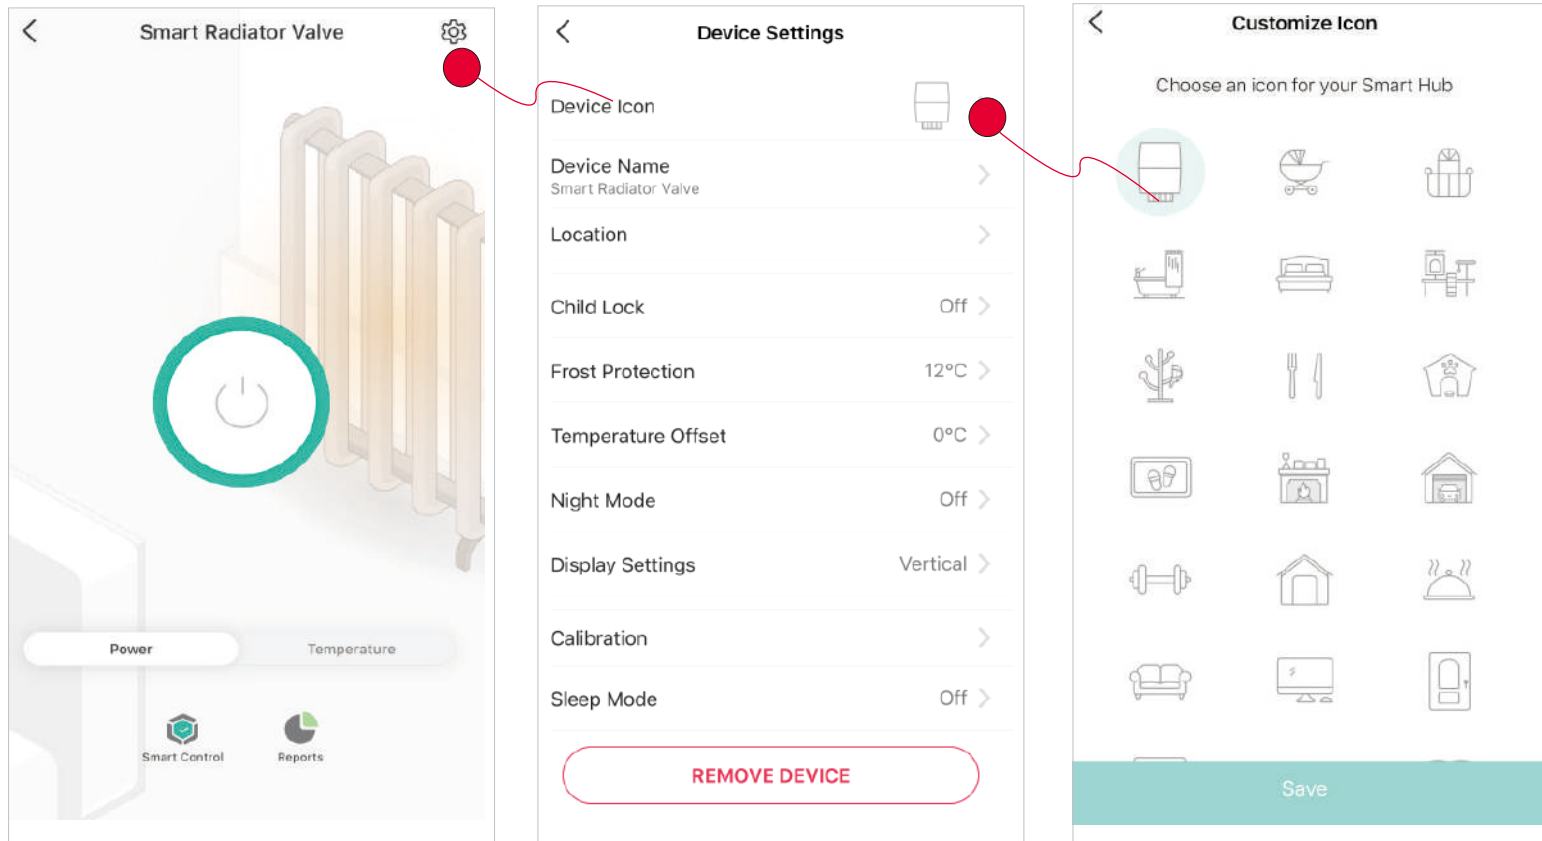 Smart Radiator Valve
Power
Temperature
Smart Control
Reports
Device Settings
Device Icon
Device Name
Smart Radiator Valve
Location
Child Lock Off
Frost Protection 12°C
Temperature Offset 0°C
Night Mode Off
Display Settings Vertical
Calibration
Sleep Mode Off
REMOVE DEVICE
Customize Icon
Choose an icon for your Smart Hub
Save